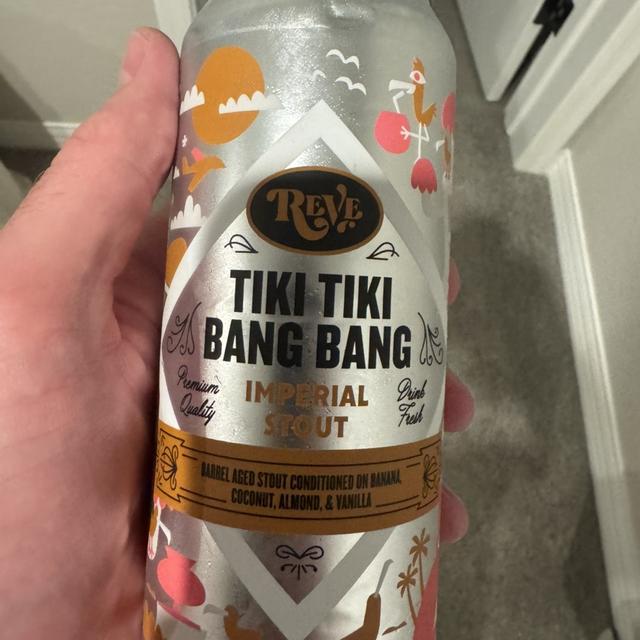 REVE
TIKI TIKI
BANG BANG
Premium
Quality
IMPERIAL
STOUT
Drink
Fresh
BARREL AGED STOUT CONDITIONED ON BANANA,
COCONUT, ALMOND, & VANILLA